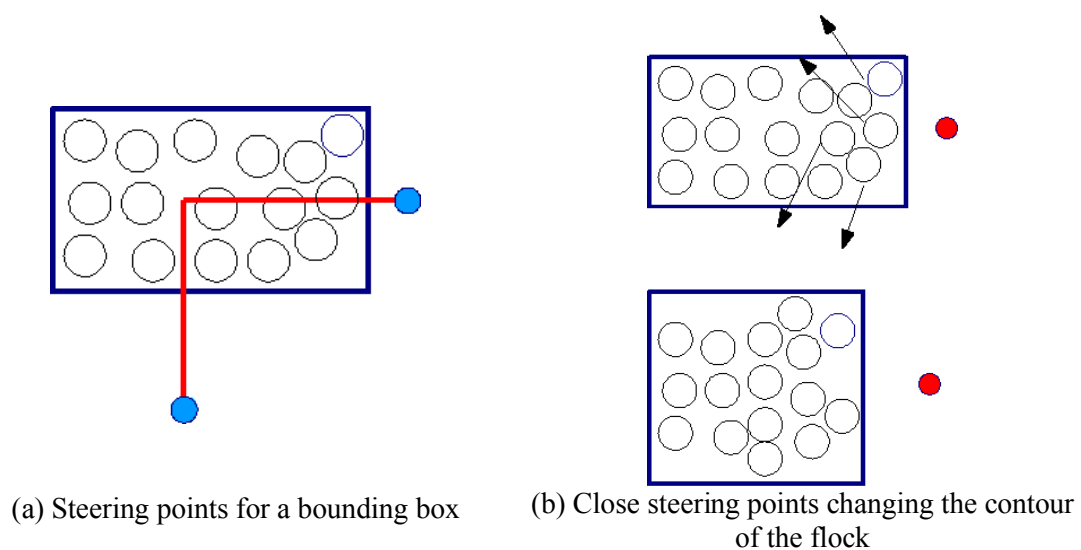 (a) Steering points for a bounding box
(b) Close steering points changing the contour
of the flock